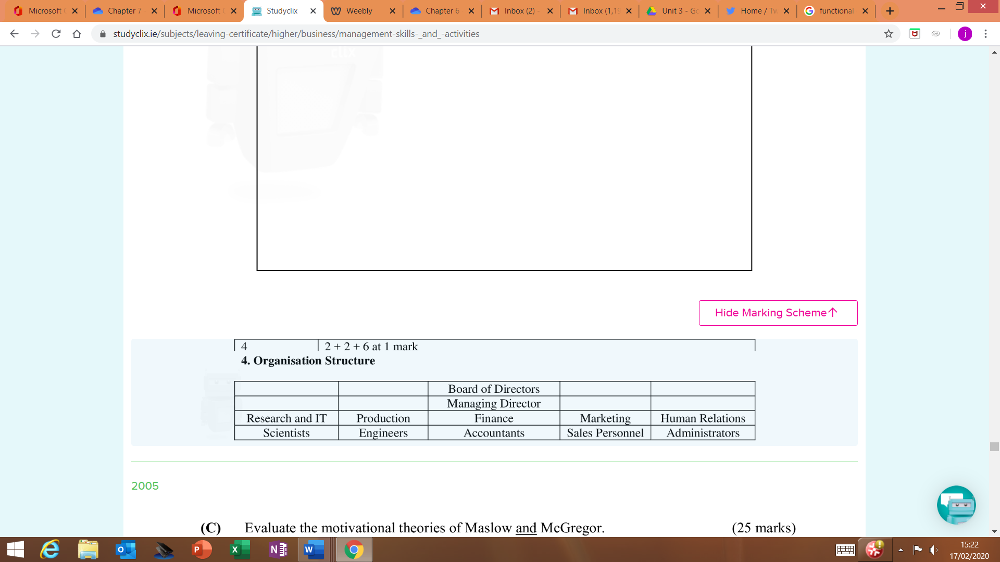 Microsoft
Chapter 7
Microsoft
Studyclix
Weebly
Chapter 6
Inbox (2) -
Inbox (1,19
Unit 3 - Go
Home / Tw
functional
studyclix.ie/subjects/leaving-certificate/higher/business/management-skills-_and_-activities
j
clix
Hide Marking Scheme↑
4 2 + 2 + 6 at 1 mark
4. Organisation Structure
Board of Directors
Managing Director
Research and IT Production Finance Marketing Human Relations
Scientists Engineers Accountants Sales Personnel Administrators
2005
(C) Evaluate the motivational theories of Maslow and McGregor. (25 marks)
15:22
17/02/2020